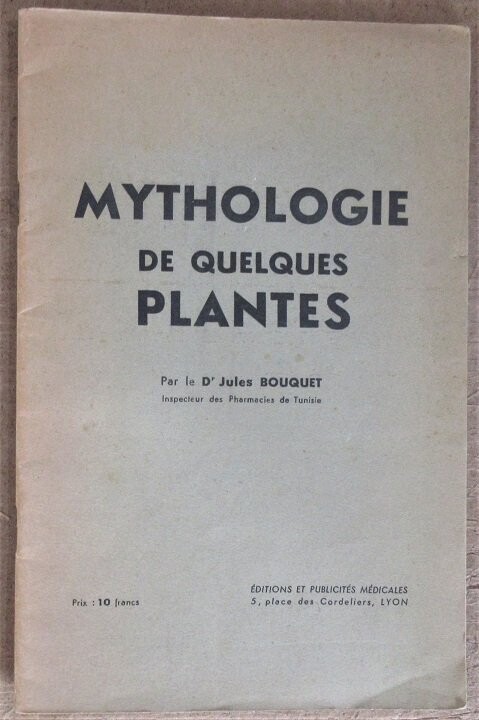 MYTHOLOGIE
DE QUELQUES
PLANTES
Par le Dr Jules BOUQUET
Inspecteur des Pharmacies de Tunisie
ÉDITIONS ET PUBLICITÉS MÉDICALES
Prix : 10 francs
5, place des Cordeliers, LYON